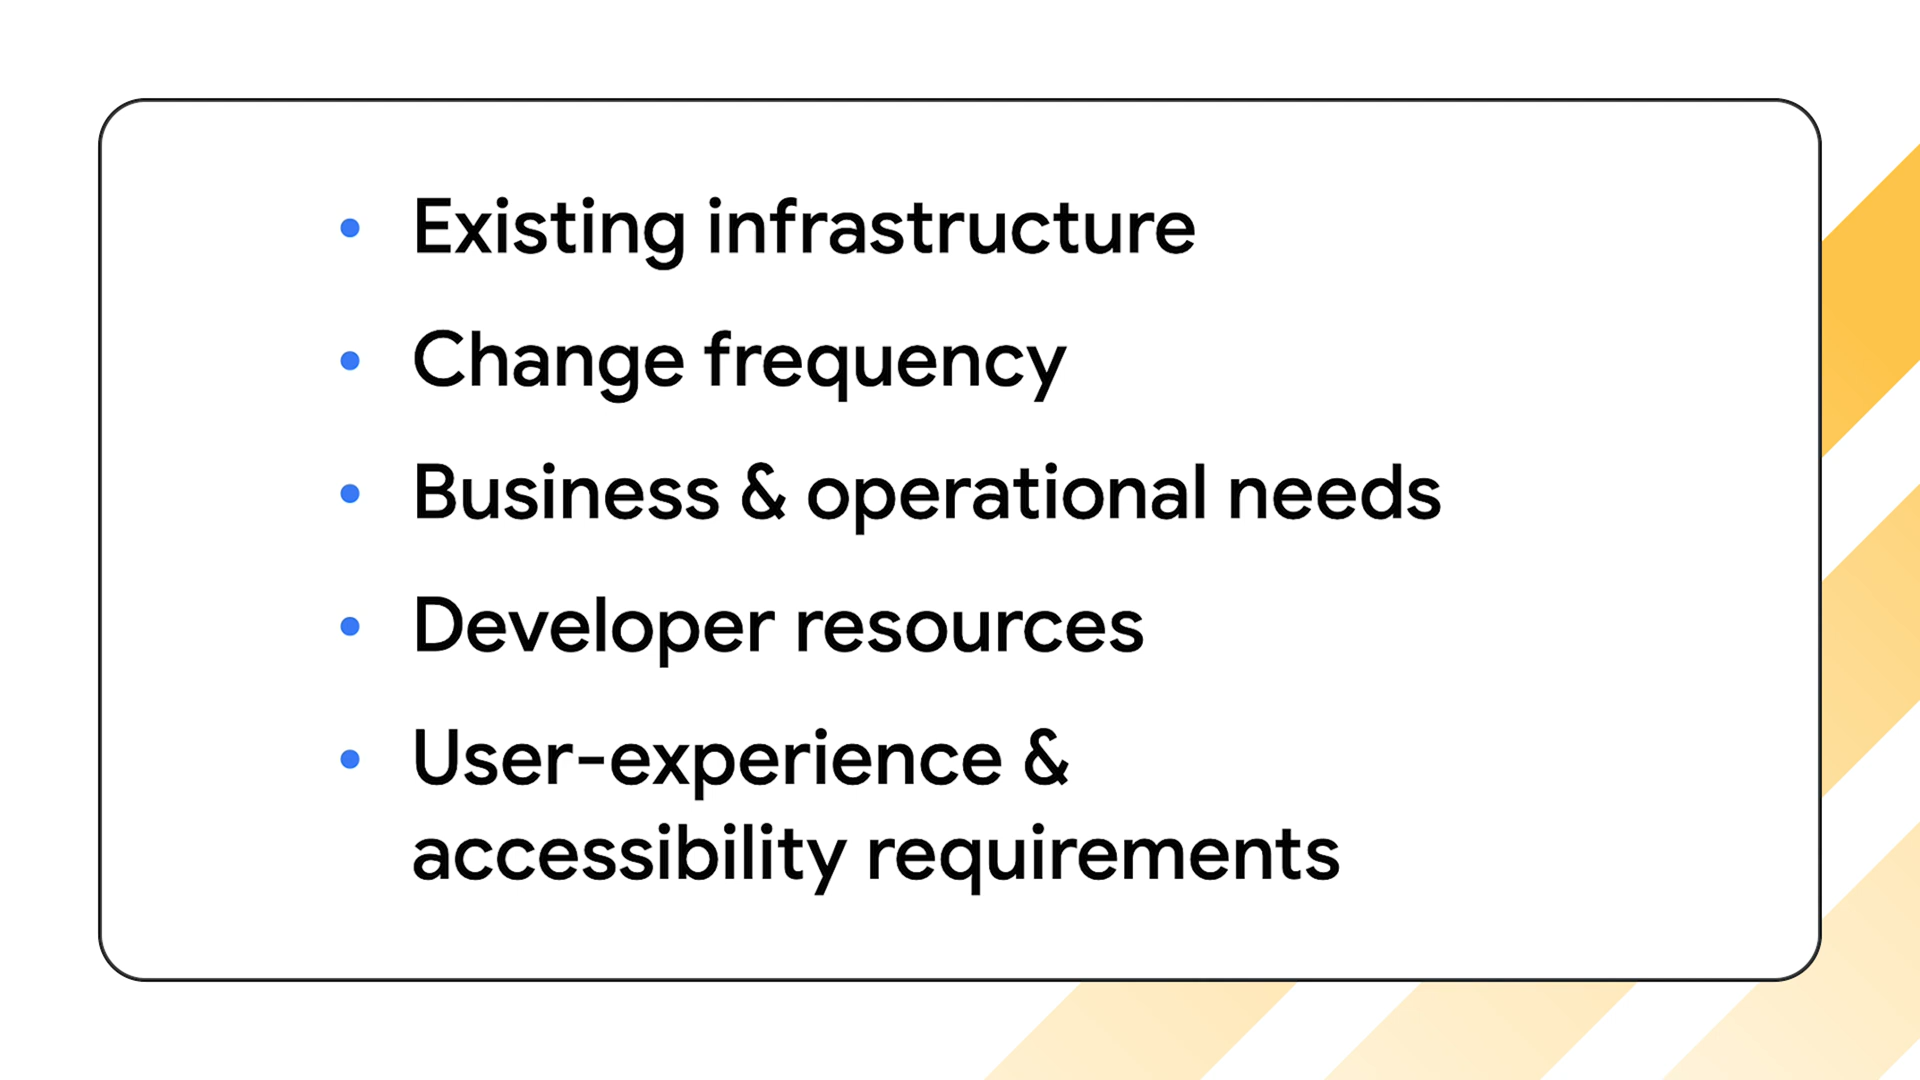 Existing infrastructure
Change frequency
Business & operational needs
Developer resources
User-experience &
accessibility requirements